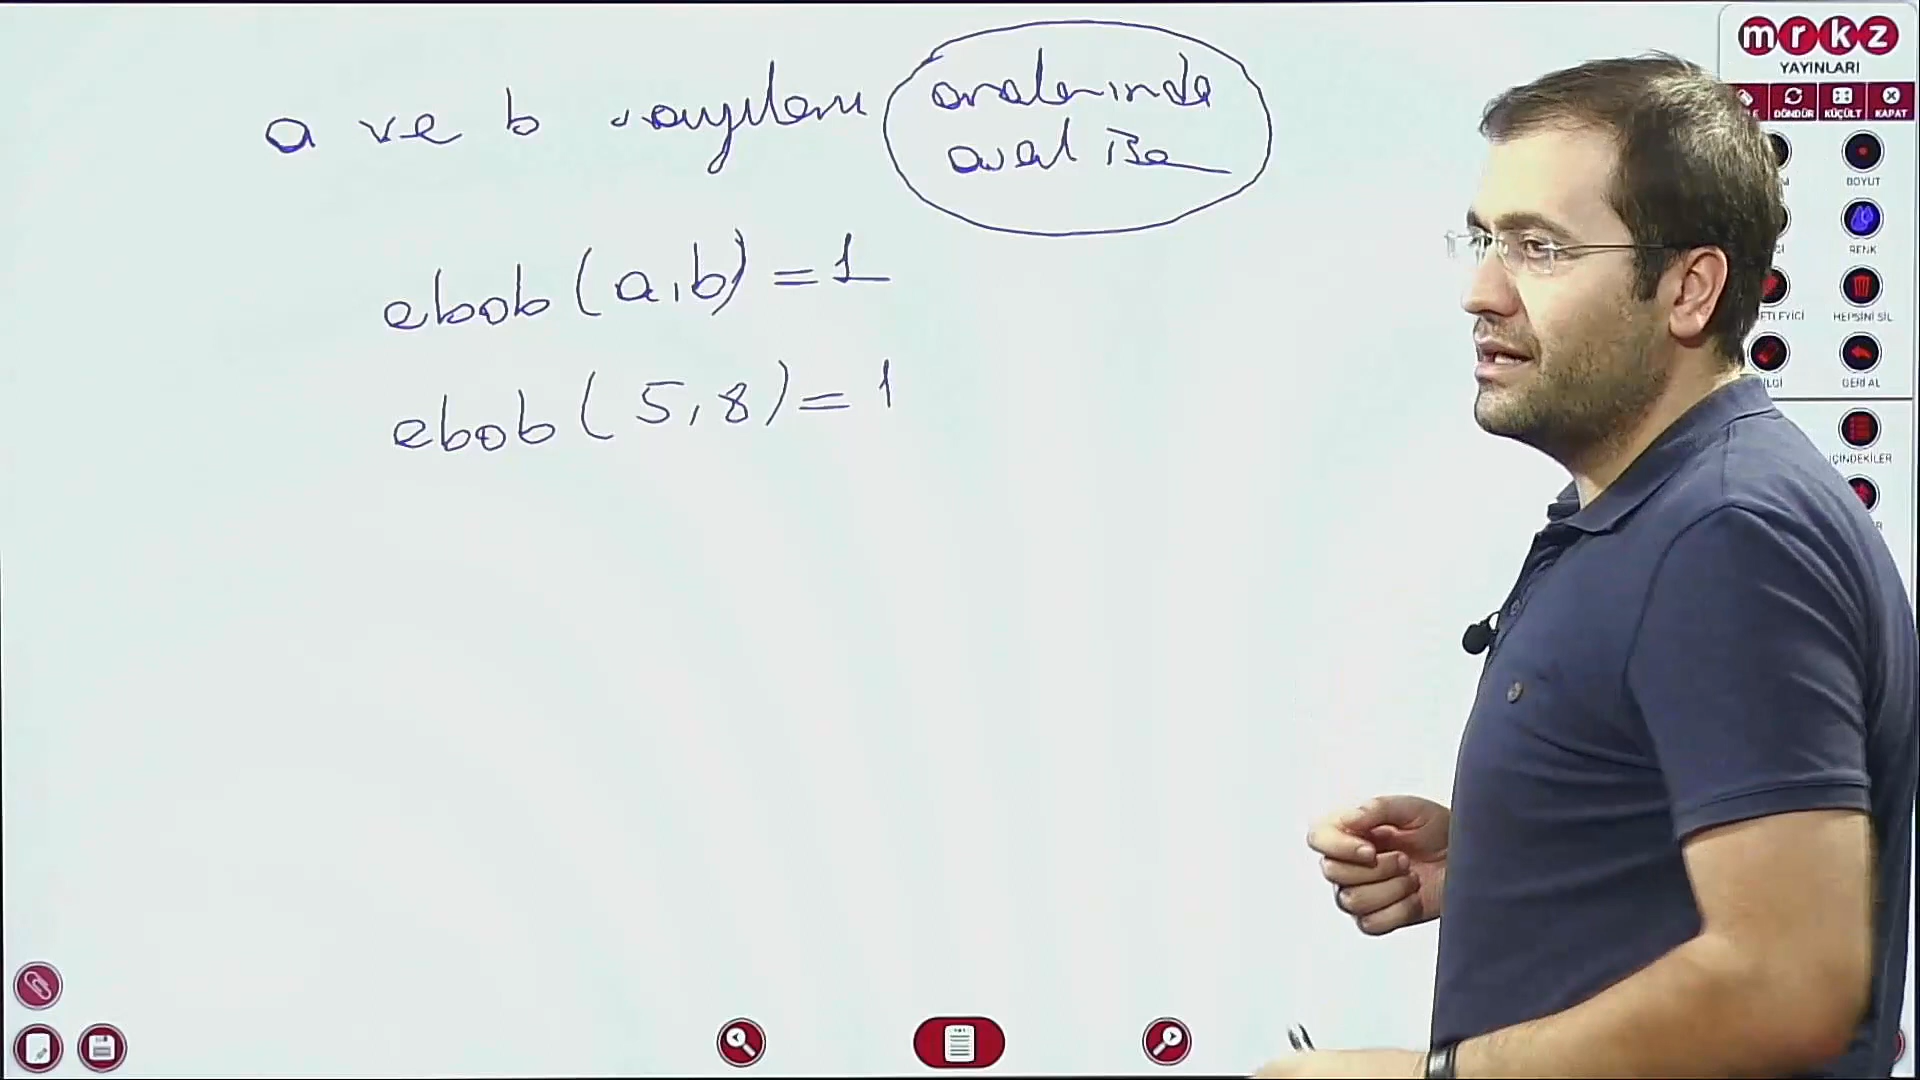 a ve b sayıları aralarında
asal ise
ebob(a,b)=1
ebob(5,8)=1
mrkz
YAYINLARI
DÖNDÜR KÜÇÜLT KAPAT
BOYUT
RENK
HEPSİNİ SİL
GERİ AL
İÇİNDEKİLER